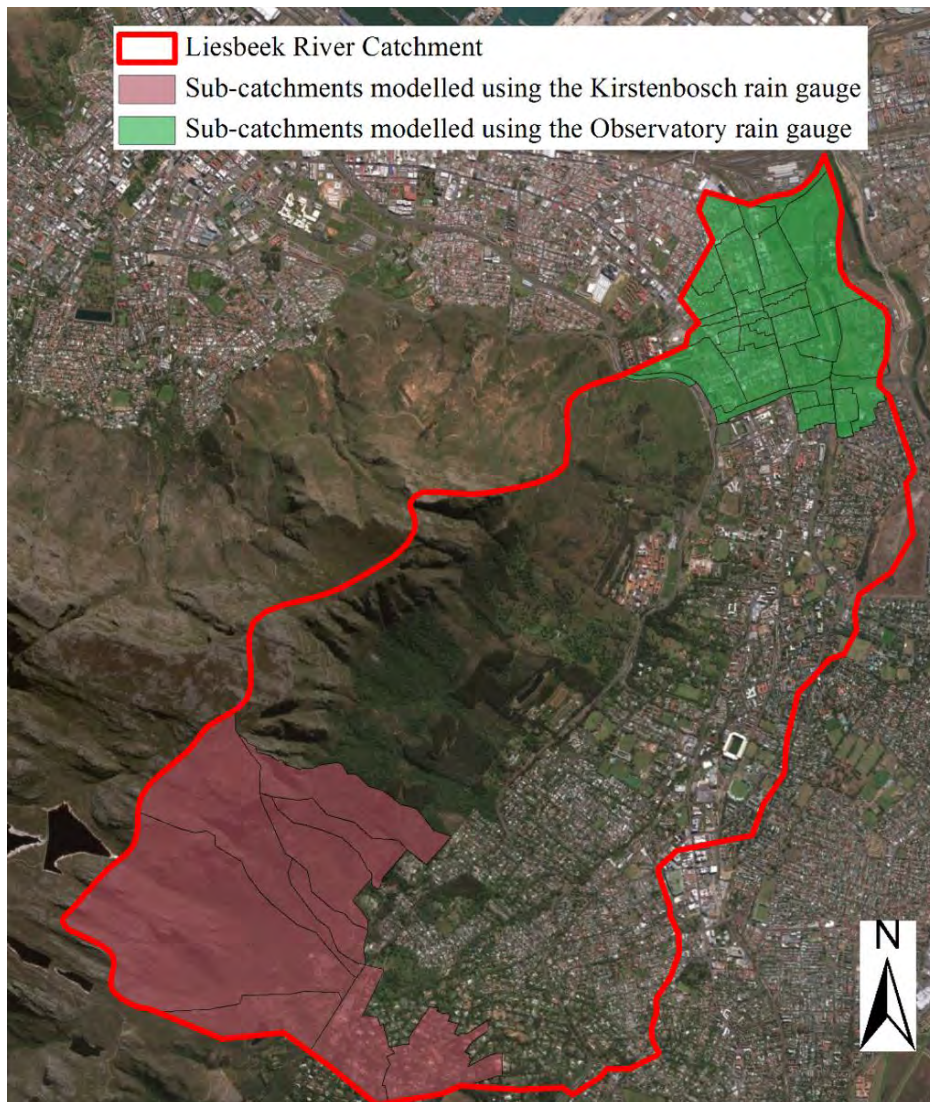 Liesbeek River Catchment
Sub-catchments modelled using the Kirstenbosch rain gauge
Sub-catchments modelled using the Observatory rain gauge
N